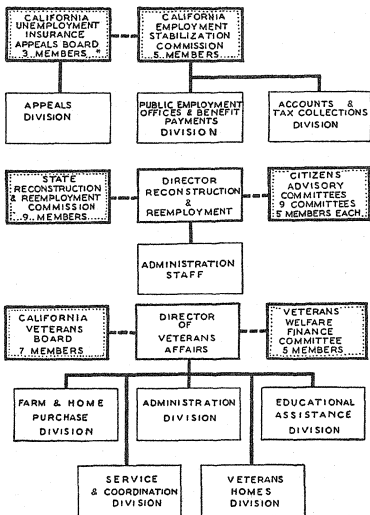 CALIFORNIA
UNEMPLOYMENT
INSURANCE
APPEALS BOARD
3 MEMBERS *
CALIFORNIA
EMPLOYMENT
STABILIZATION
COMMISSION
5 MEMBERS
APPEALS
DIVISION
PUBLIC EMPLOYMENT
OFFICES & BENEFIT
PAYMENTS
DIVISION
ACCOUNTS &
TAX COLLECTIONS
DIVISION
STATE
RECONSTRUCTION
& REEMPLOYMENT
COMMISSION
9 MEMBERS
DIRECTOR
RECONSTRUCTION
&
REEMPLOYMENT
CITIZENS
ADVISORY
COMMITTEES
9 COMMITTEES
5 MEMBERS EACH
ADMINISTRATION
STAFF
CALIFORNIA
VETERANS
BOARD
7 MEMBERS
DIRECTOR
OF
VETERANS
AFFAIRS
VETERANS
WELFARE
FINANCE
COMMITTEE
5 MEMBERS
FARM & HOME
PURCHASE
DIVISION
ADMINISTRATION
DIVISION
EDUCATIONAL
ASSISTANCE
DIVISION
SERVICE
& COORDINATION
DIVISION
VETERANS
HOMES
DIVISION